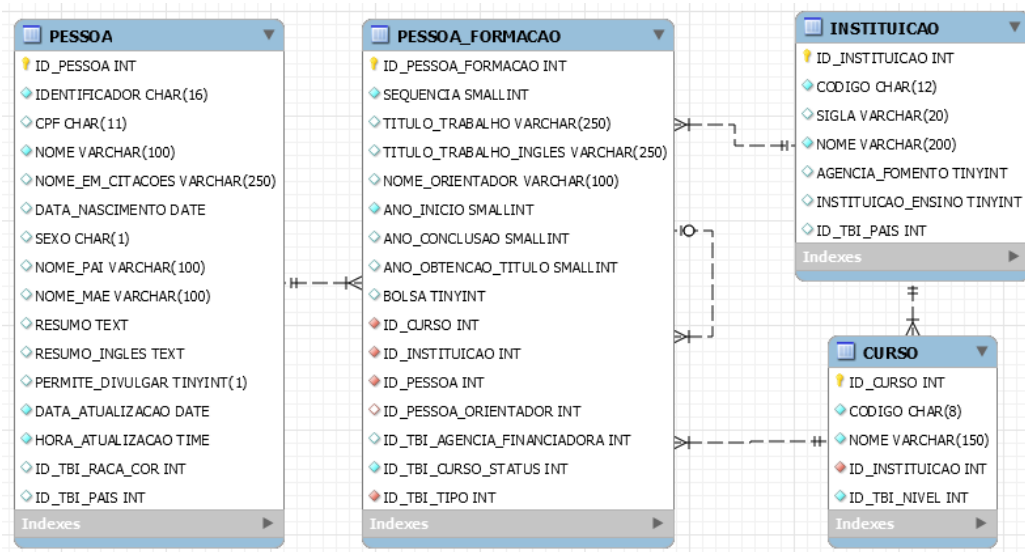 PESSOA
ID_PESSOA INT
IDENTIFICADOR CHAR(16)
CPF CHAR(11)
NOME VARCHAR(100)
NOME_EM_CITACOES VARCHAR(250)
DATA_NASCIMENTO DATE
SEXO CHAR(1)
NOME_PAI VARCHAR(100)
NOME_MAE VARCHAR(100)
RESUMO TEXT
RESUMO_INGLES TEXT
PERMITE_DIVULGAR TINYINT(1)
DATA_ATUALIZACAO DATE
HORA_ATUALIZACAO TIME
ID_TBI_RACA_COR INT
ID_TBI_PAIS INT
Indexes
PESSOA_FORMACAO
ID_PESSOA_FORMACAO INT
SEQUENCIA SMALLINT
TITULO_TRABALHO VARCHAR(250)
TITULO_TRABALHO_INGLES VARCHAR(250)
NOME_ORIENTADOR VARCHAR(100)
ANO_INICIO SMALLINT
ANO_CONCLUSAO SMALLINT
ANO_OBTENCAO_TITULO SMALLINT
BOLSA TINYINT
ID_CURSO INT
ID_INSTITUICAO INT
ID_PESSOA INT
ID_PESSOA_ORIENTADOR INT
ID_TBI_AGENCIA_FINANCIADORA INT
ID_TBI_CURSO_STATUS INT
ID_TBI_TIPO INT
Indexes
INSTITUICAO
ID_INSTITUICAO INT
CODIGO CHAR(12)
SIGLA VARCHAR(20)
NOME VARCHAR(200)
AGENCIA_FOMENTO TINYINT
INSTITUICAO_ENSINO TINYINT
ID_TBI_PAIS INT
Indexes
CURSO
ID_CURSO INT
CODIGO CHAR(8)
NOME VARCHAR(150)
ID_INSTITUICAO INT
ID_TBI_NIVEL INT
Indexes